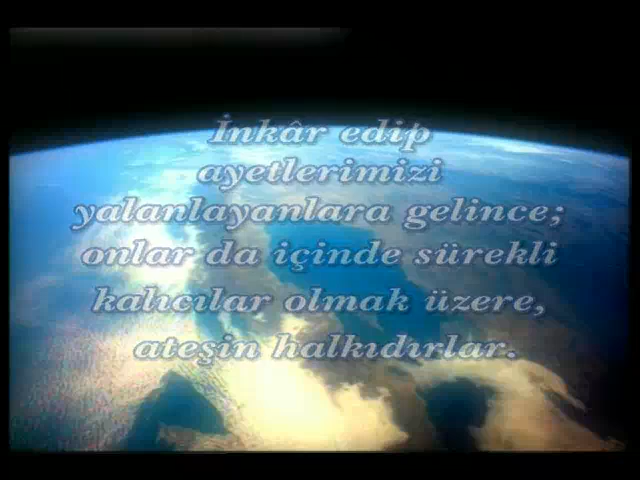 İnkâr edip
ayetlerimizi
yalanlayanlara gelince;
onlar da içinde sürekli
kalıcılar olmak üzere,
ateşin halkıdırlar.